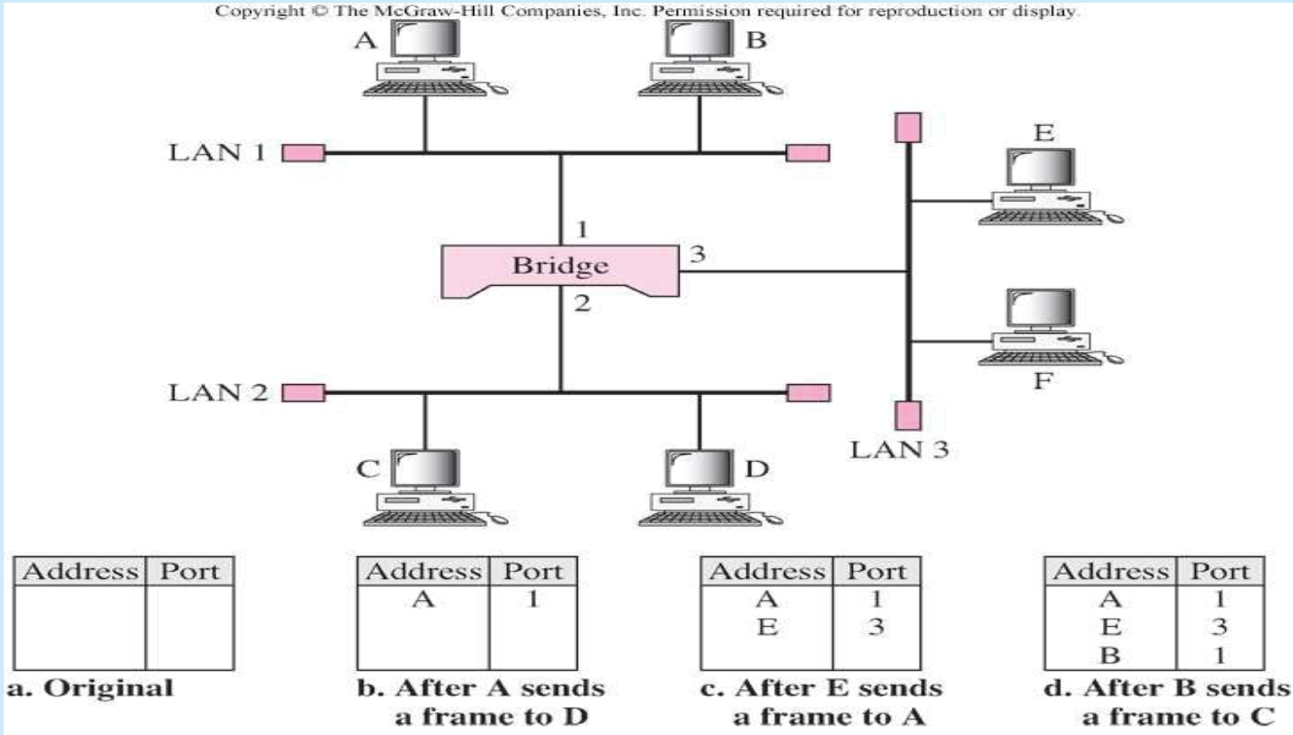 Copyright © The McGraw-Hill Companies, Inc. Permission required for reproduction or display.
A
B
LAN 1
E
1
Bridge
3
2
F
LAN 2
LAN 3
C
D
Address Port
a. Original
Address Port
A 1
b. After A sends
a frame to D
Address Port
A 1
E 3
c. After E sends
a frame to A
Address Port
A 1
E 3
B 1
d. After B sends
a frame to C